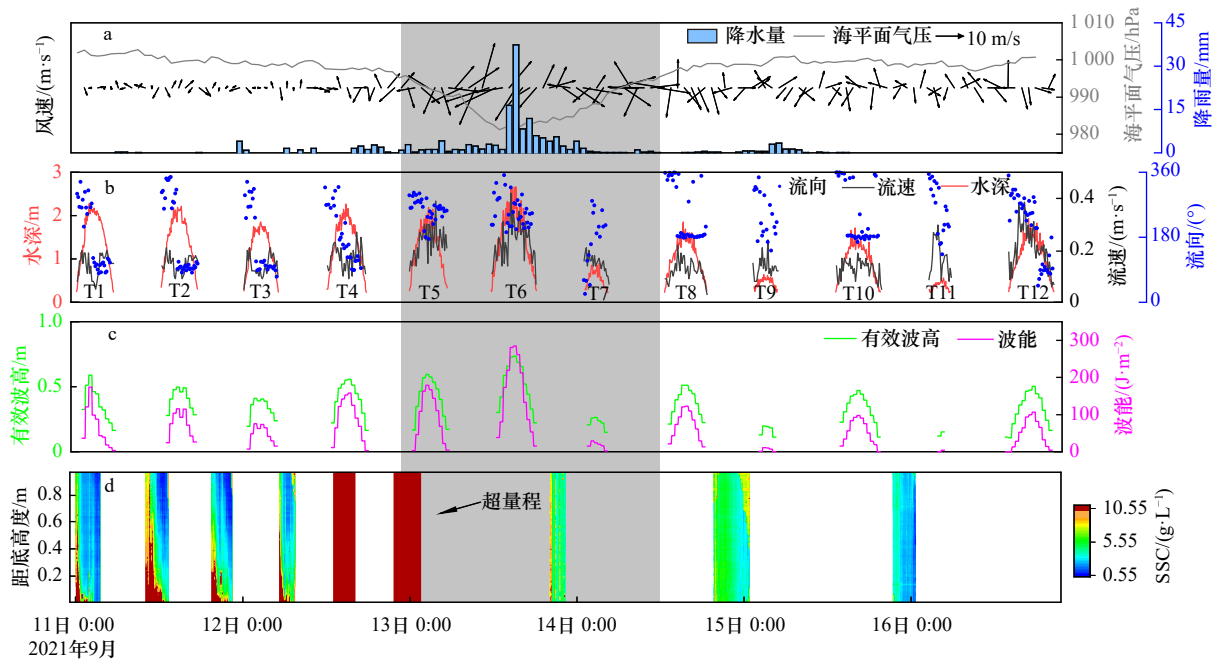 a
降水量 海平面气压 10 m/s
风速/(m·s⁻¹)
1 010
1 000
990
980
海平面气压/hPa
45
30
15
0
降雨量/mm
b
流向 流速 水深
3
2
1
0
水深/m
T1 T2 T3 T4 T5 T6 T7 T8 T9 T10 T11 T12
0.4
0.2
0
流速/(m·s⁻¹)
360
180
0
流向/(°)
c
有效波高 波能
1.0
0.5
0
有效波高/m
300
200
100
0
波能/(J·m⁻²)
d
超量程
0.8
0.6
0.4
0.2
距底高度/m
10.55
5.55
0.55
SSC/(g·L⁻¹)
11日 0:00 12日 0:00 13日 0:00 14日 0:00 15日 0:00 16日 0:00
2021年9月